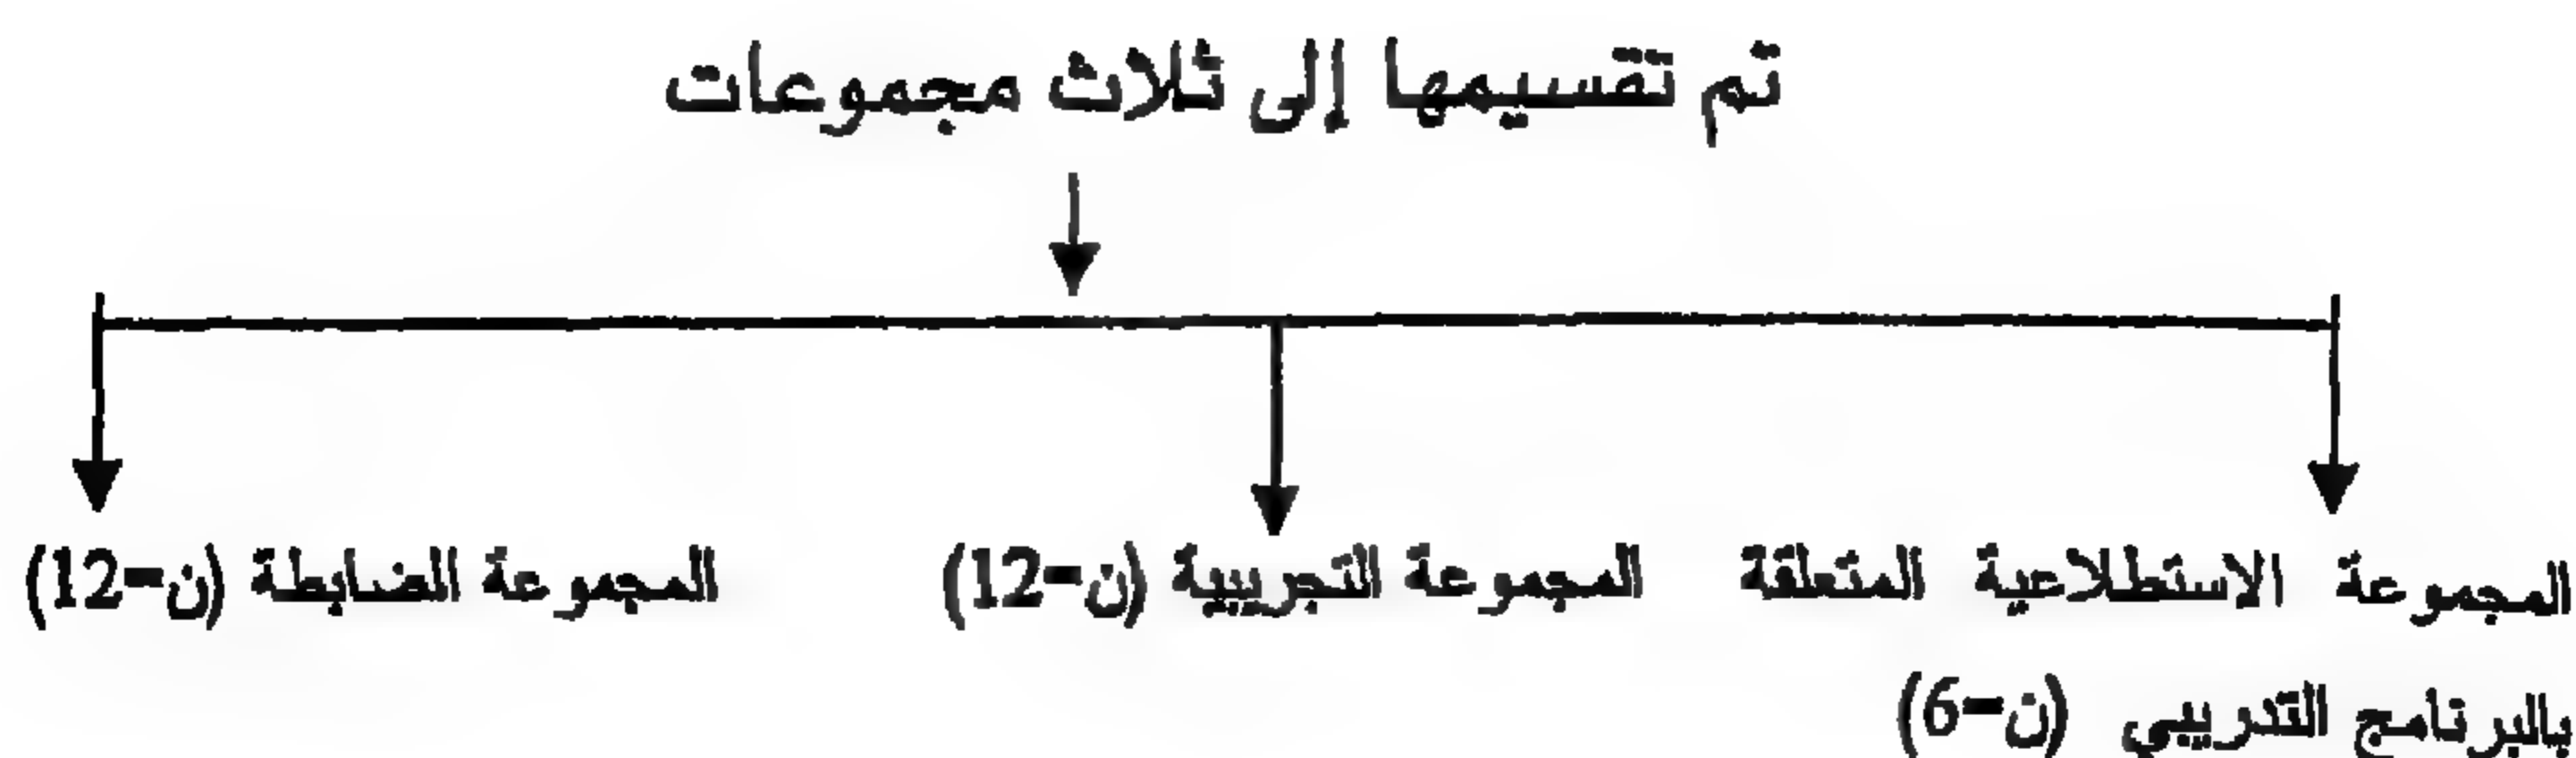 تم تقسيمها إلى ثلاث مجموعات
المجموعة الاستطلاعية المتعلقة
بالبرنامج التدريبي (ن=6)
المجموعة التجريبية (ن=12)
المجموعة الضابطة (ن=12)